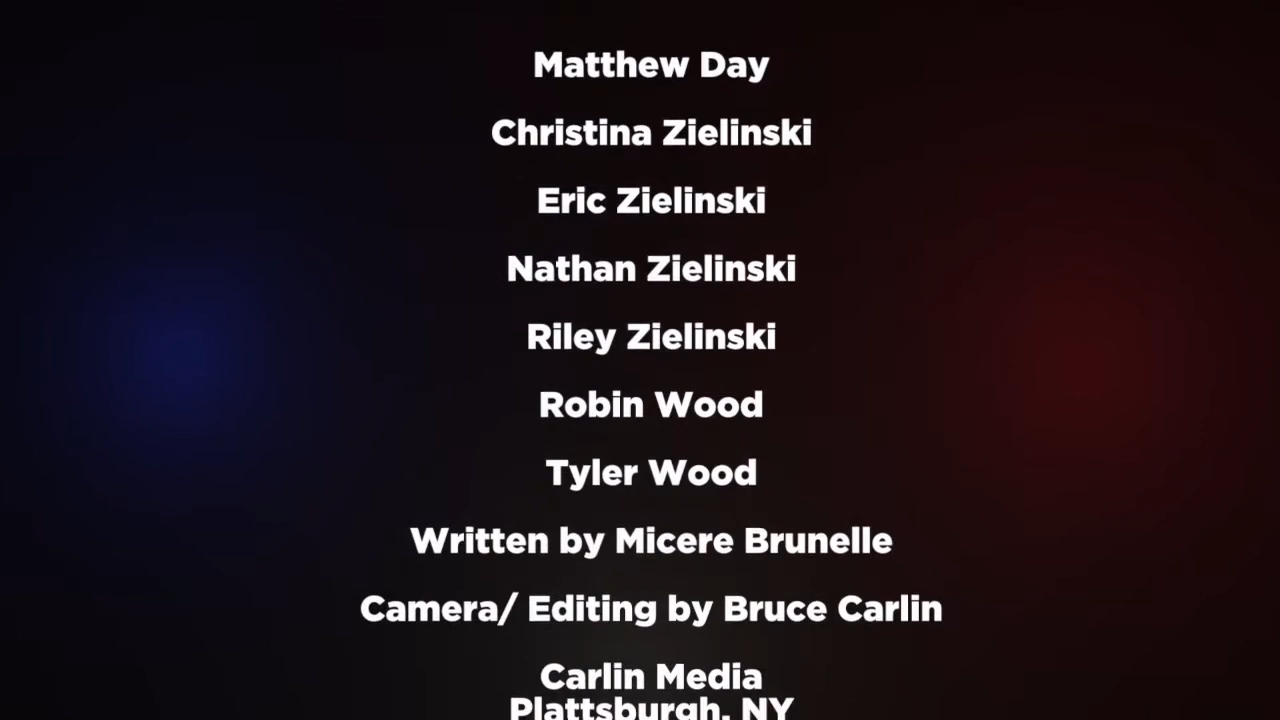 Matthew Day
Christina Zielinski
Eric Zielinski
Nathan Zielinski
Riley Zielinski
Robin Wood
Tyler Wood
Written by Micere Brunelle
Camera/ Editing by Bruce Carlin
Carlin Media
Plattsburgh, NY